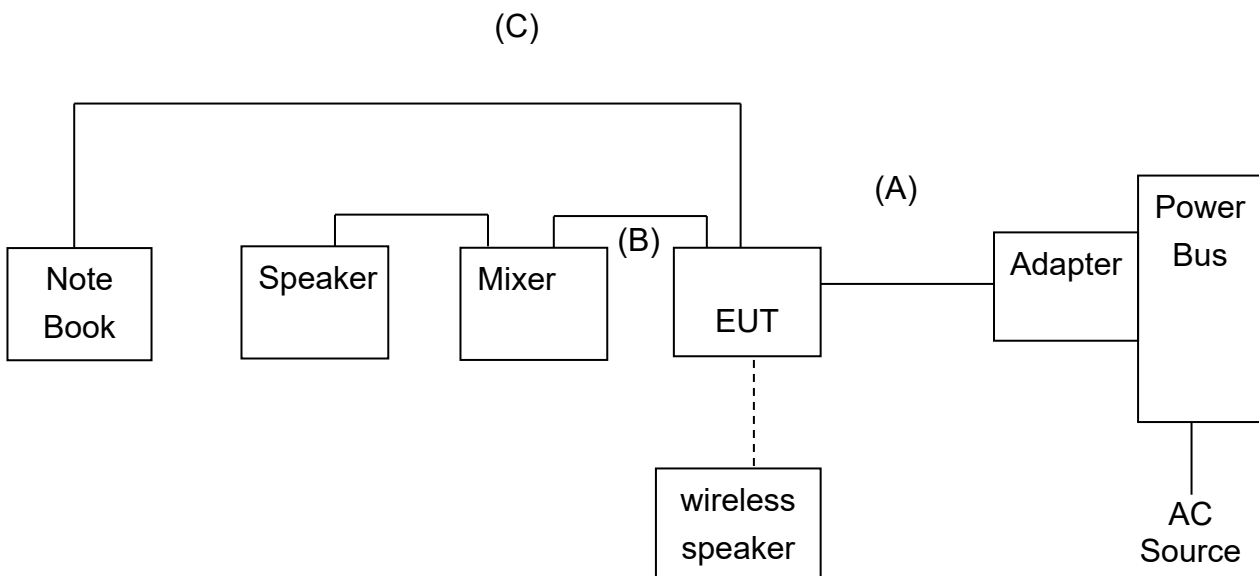 (C)
(A)
Power
Bus
(B)
Note
Book
Speaker
Mixer
EUT
Adapter
wireless
speaker
AC
Source